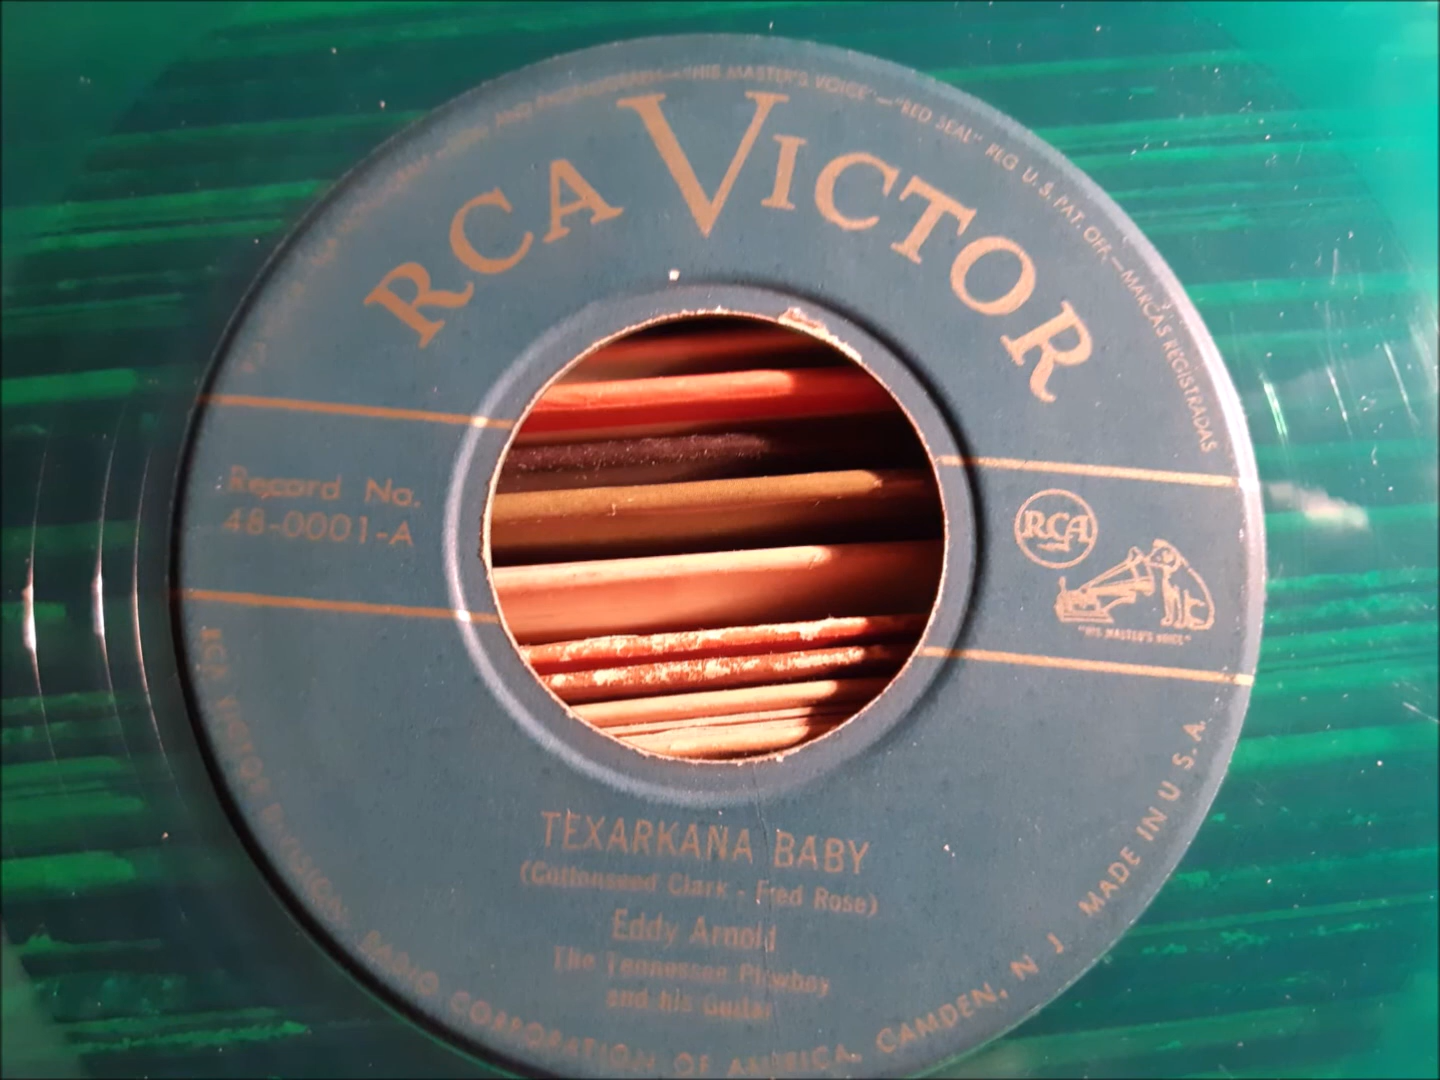 "HIS MASTER'S VOICE" — "RED SEAL" REG U.S. PAT. OFF. — MARCAS REGISTRADAS
RCA VICTOR
Record No.
48-0001-A
RCA
"HIS MASTER'S VOICE"
TEXARKANA BABY
(Cottonseed Clark - Fred Rose)
Eddy Arnold
The Tennessee Plowboy
and his Guitar
RCA VICTOR DIVISION, RADIO CORPORATION OF AMERICA, CAMDEN, N J MADE IN U S. A.